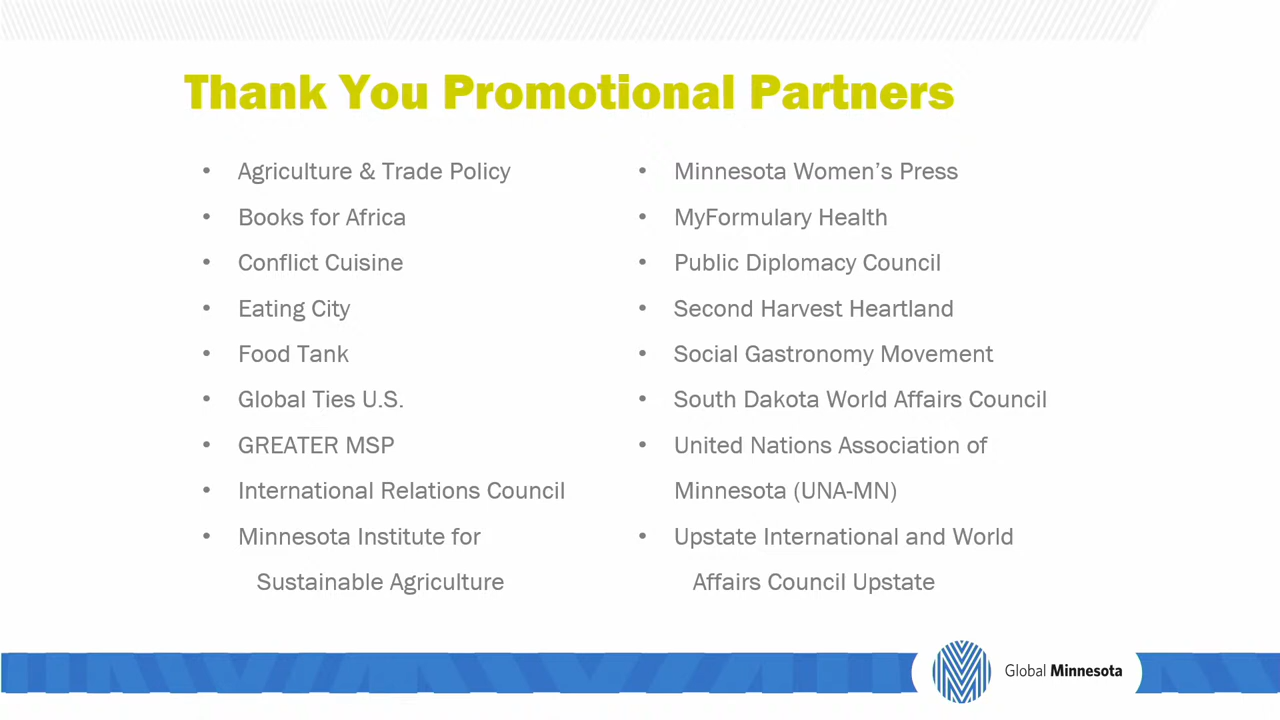 Thank You Promotional Partners
• Agriculture & Trade Policy
• Books for Africa
• Conflict Cuisine
• Eating City
• Food Tank
• Global Ties U.S.
• GREATER MSP
• International Relations Council
• Minnesota Institute for
Sustainable Agriculture
• Minnesota Women’s Press
• MyFormulary Health
• Public Diplomacy Council
• Second Harvest Heartland
• Social Gastronomy Movement
• South Dakota World Affairs Council
• United Nations Association of
Minnesota (UNA-MN)
• Upstate International and World
Affairs Council Upstate
Global Minnesota